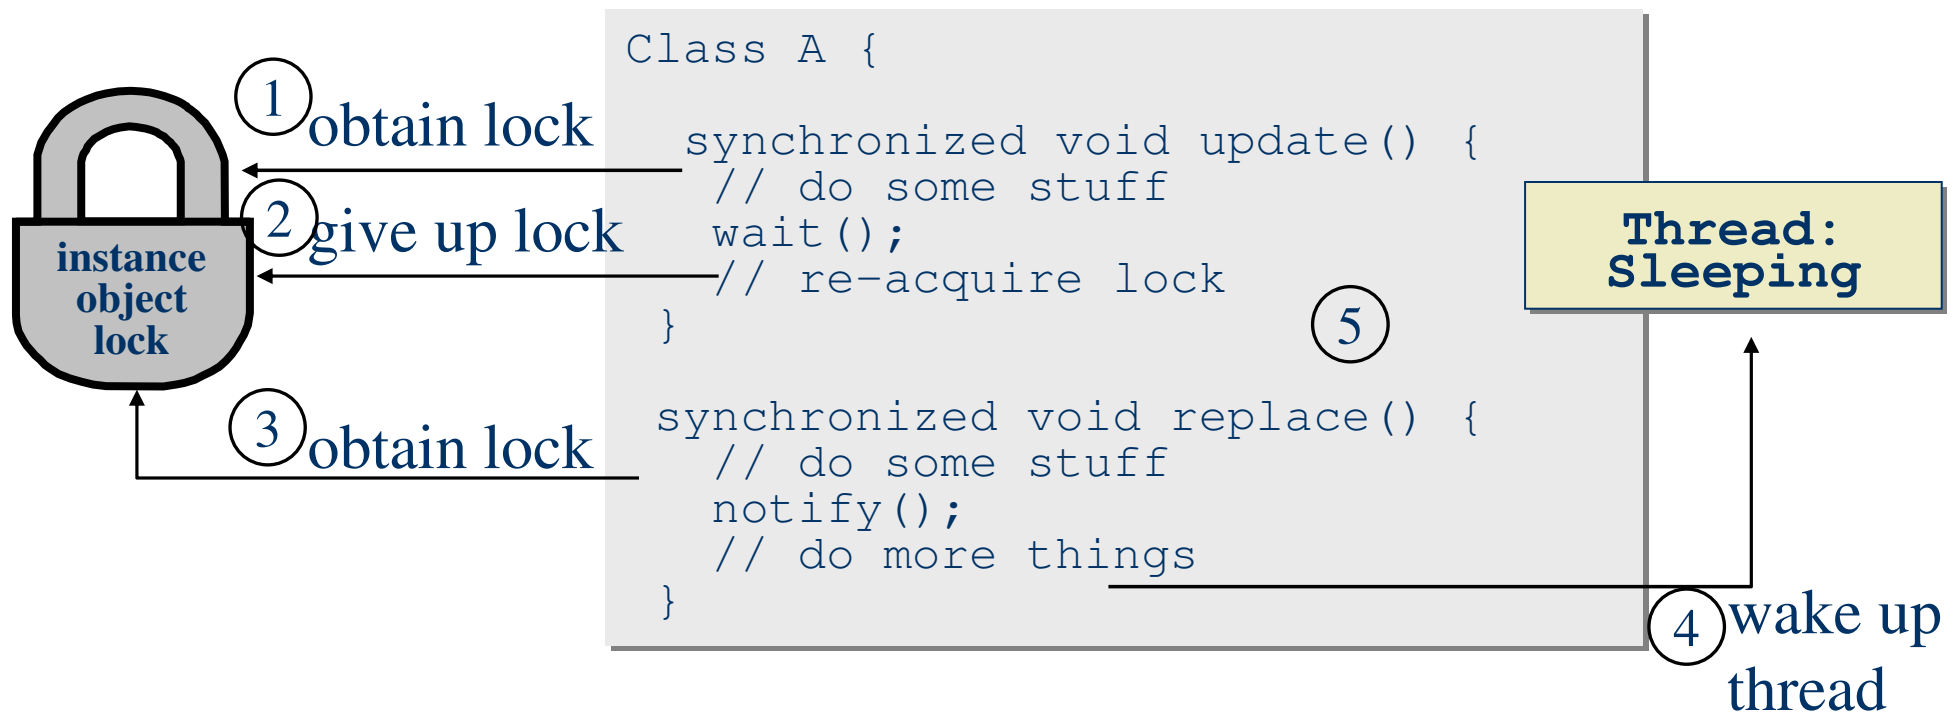 Class A {
1
obtain lock
synchronized void update() {
// do some stuff
2
give up lock
wait();
// re-acquire lock
}
instance
object
lock
Thread:
Sleeping
5
3
obtain lock
synchronized void replace() {
// do some stuff
notify();
// do more things
}
4
wake up
thread